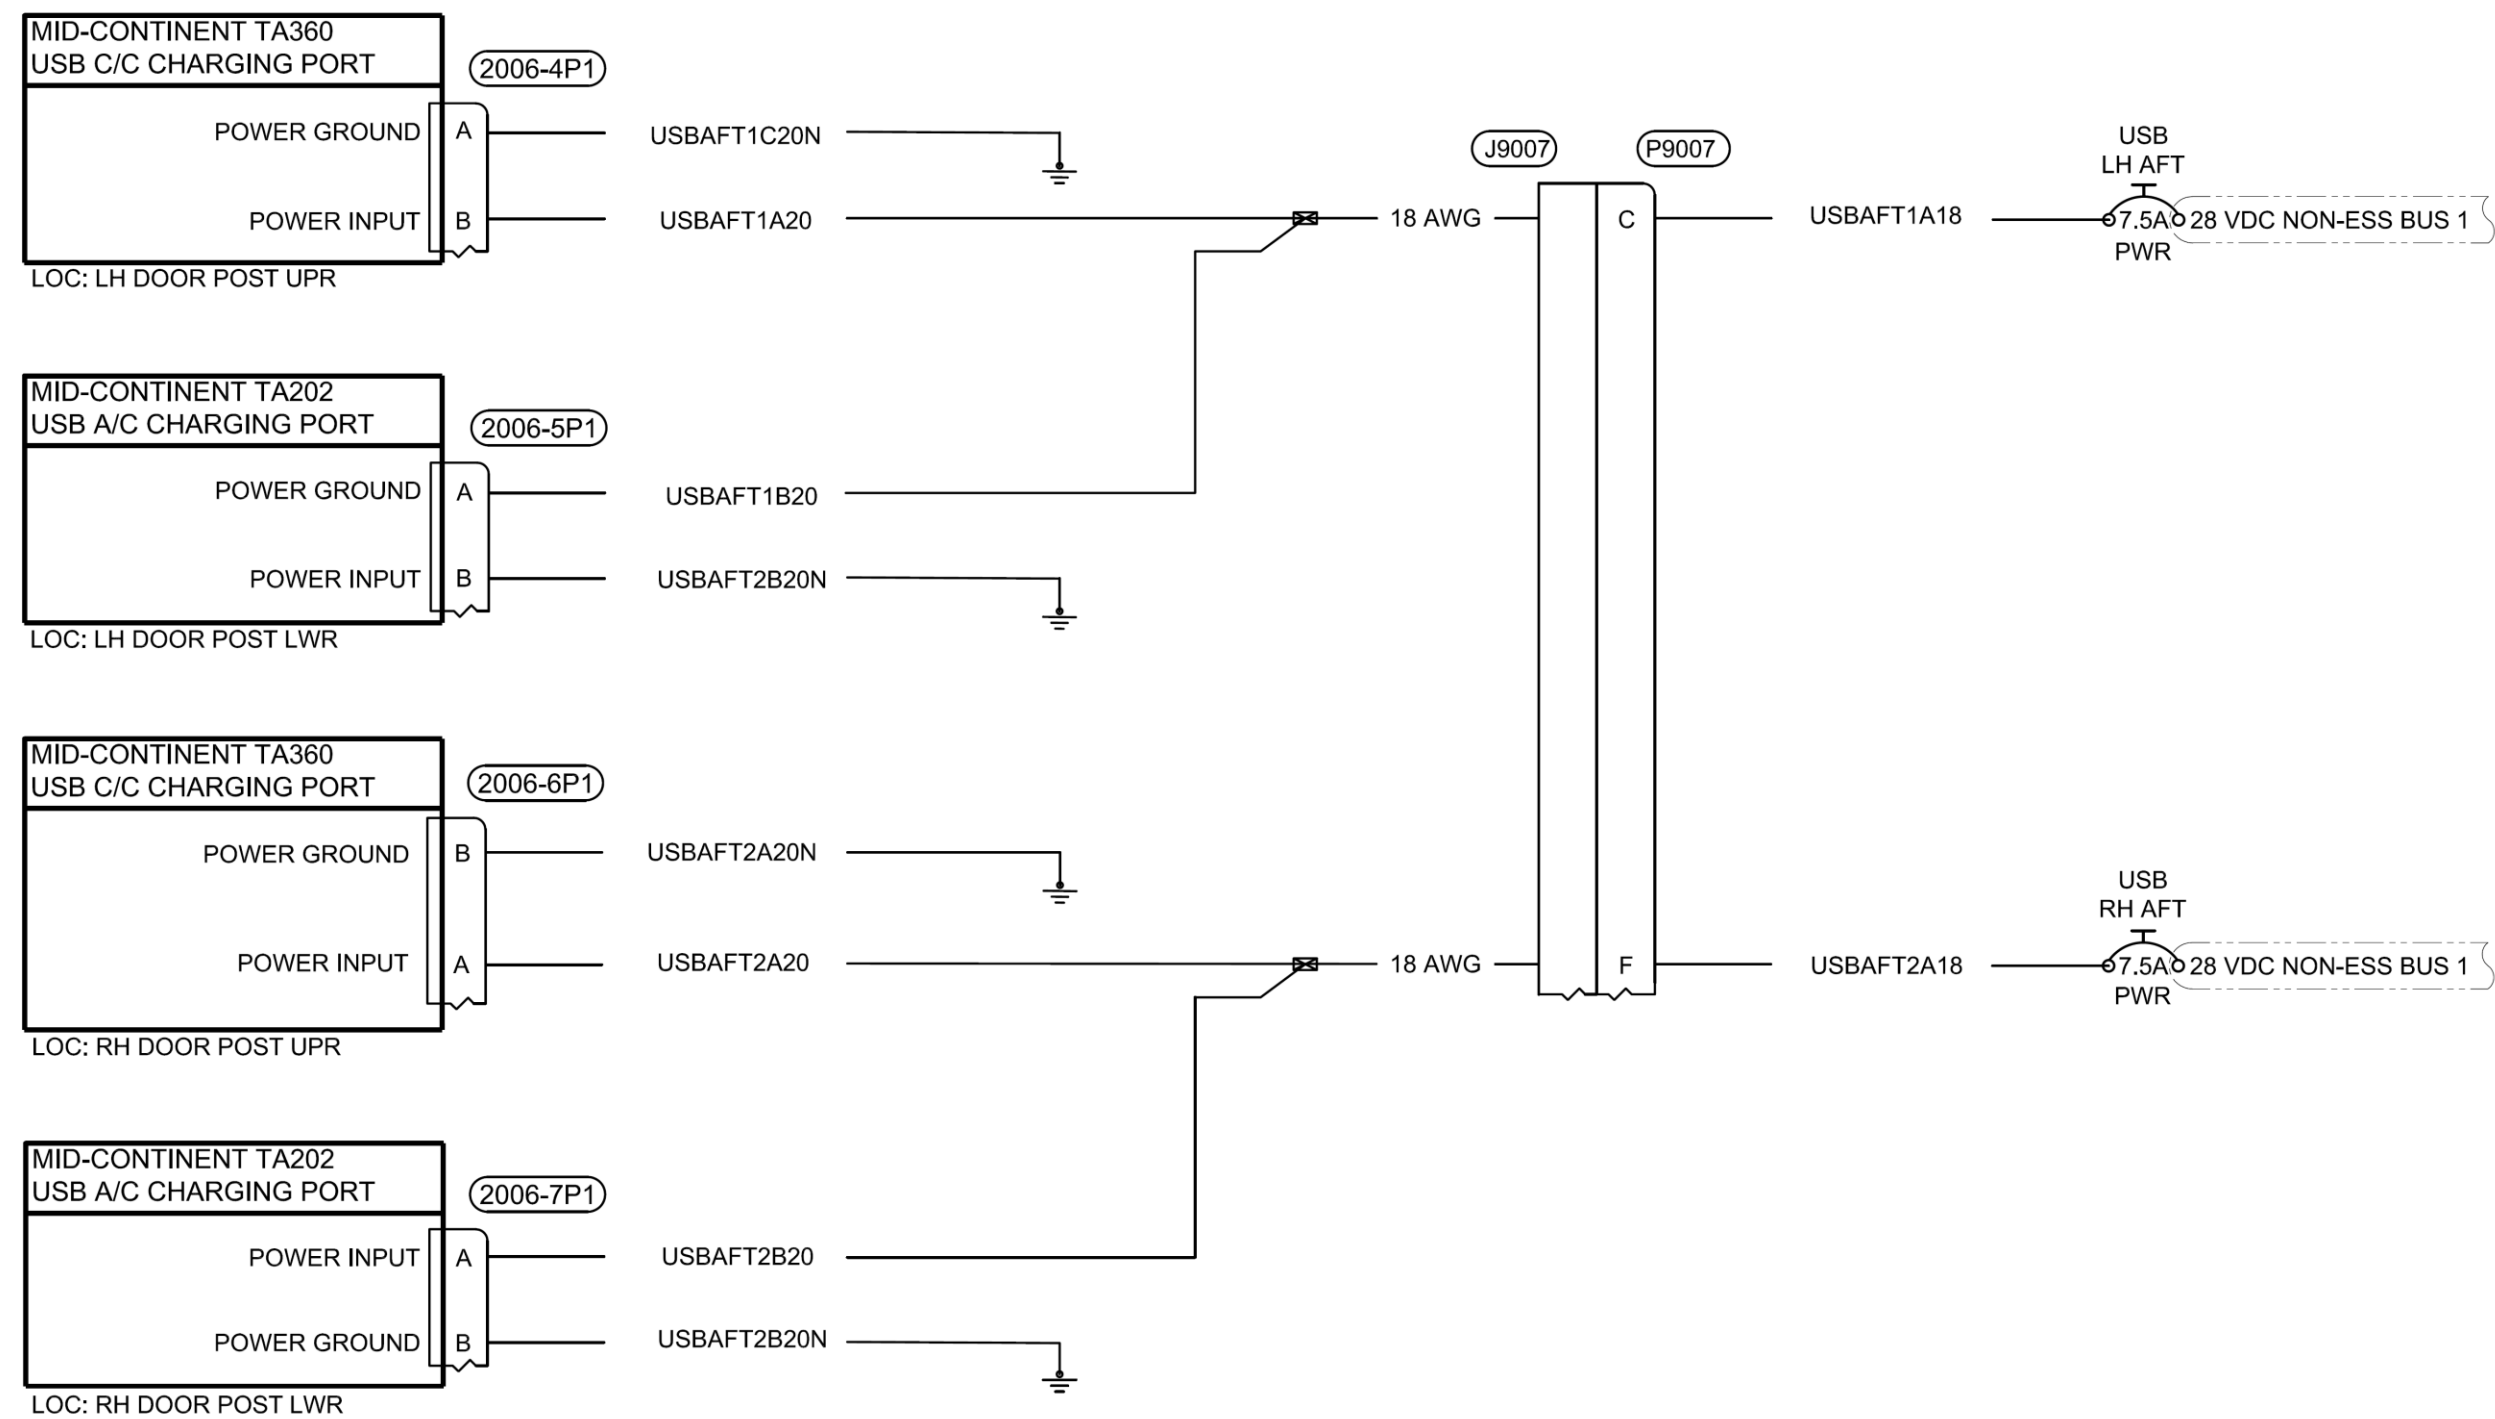 MID-CONTINENT TA360
USB C/C CHARGING PORT
2006-4P1
POWER GROUND
A
USBAFT1C20N
POWER INPUT
B
USBAFT1A20
18 AWG
LOC: LH DOOR POST UPR
J9007
P9007
C
USBAFT1A18
USB
LH AFT
7.5A
28 VDC NON-ESS BUS 1
PWR
MID-CONTINENT TA202
USB A/C CHARGING PORT
2006-5P1
POWER GROUND
A
USBAFT1B20
POWER INPUT
B
USBAFT2B20N
LOC: LH DOOR POST LWR
MID-CONTINENT TA360
USB C/C CHARGING PORT
2006-6P1
POWER GROUND
B
USBAFT2A20N
POWER INPUT
A
USBAFT2A20
18 AWG
F
USBAFT2A18
USB
RH AFT
7.5A
28 VDC NON-ESS BUS 1
PWR
LOC: RH DOOR POST UPR
MID-CONTINENT TA202
USB A/C CHARGING PORT
2006-7P1
POWER INPUT
A
USBAFT2B20
POWER GROUND
B
USBAFT2B20N
LOC: RH DOOR POST LWR